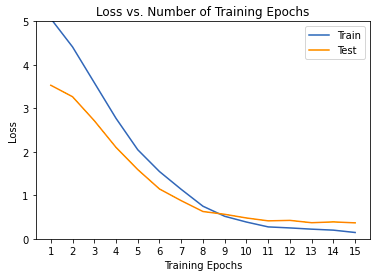 Loss vs. Number of Training Epochs
5
4
3
2
1
0
Loss
Train
Test
1 2 3 4 5 6 7 8 9 10 11 12 13 14 15
Training Epochs